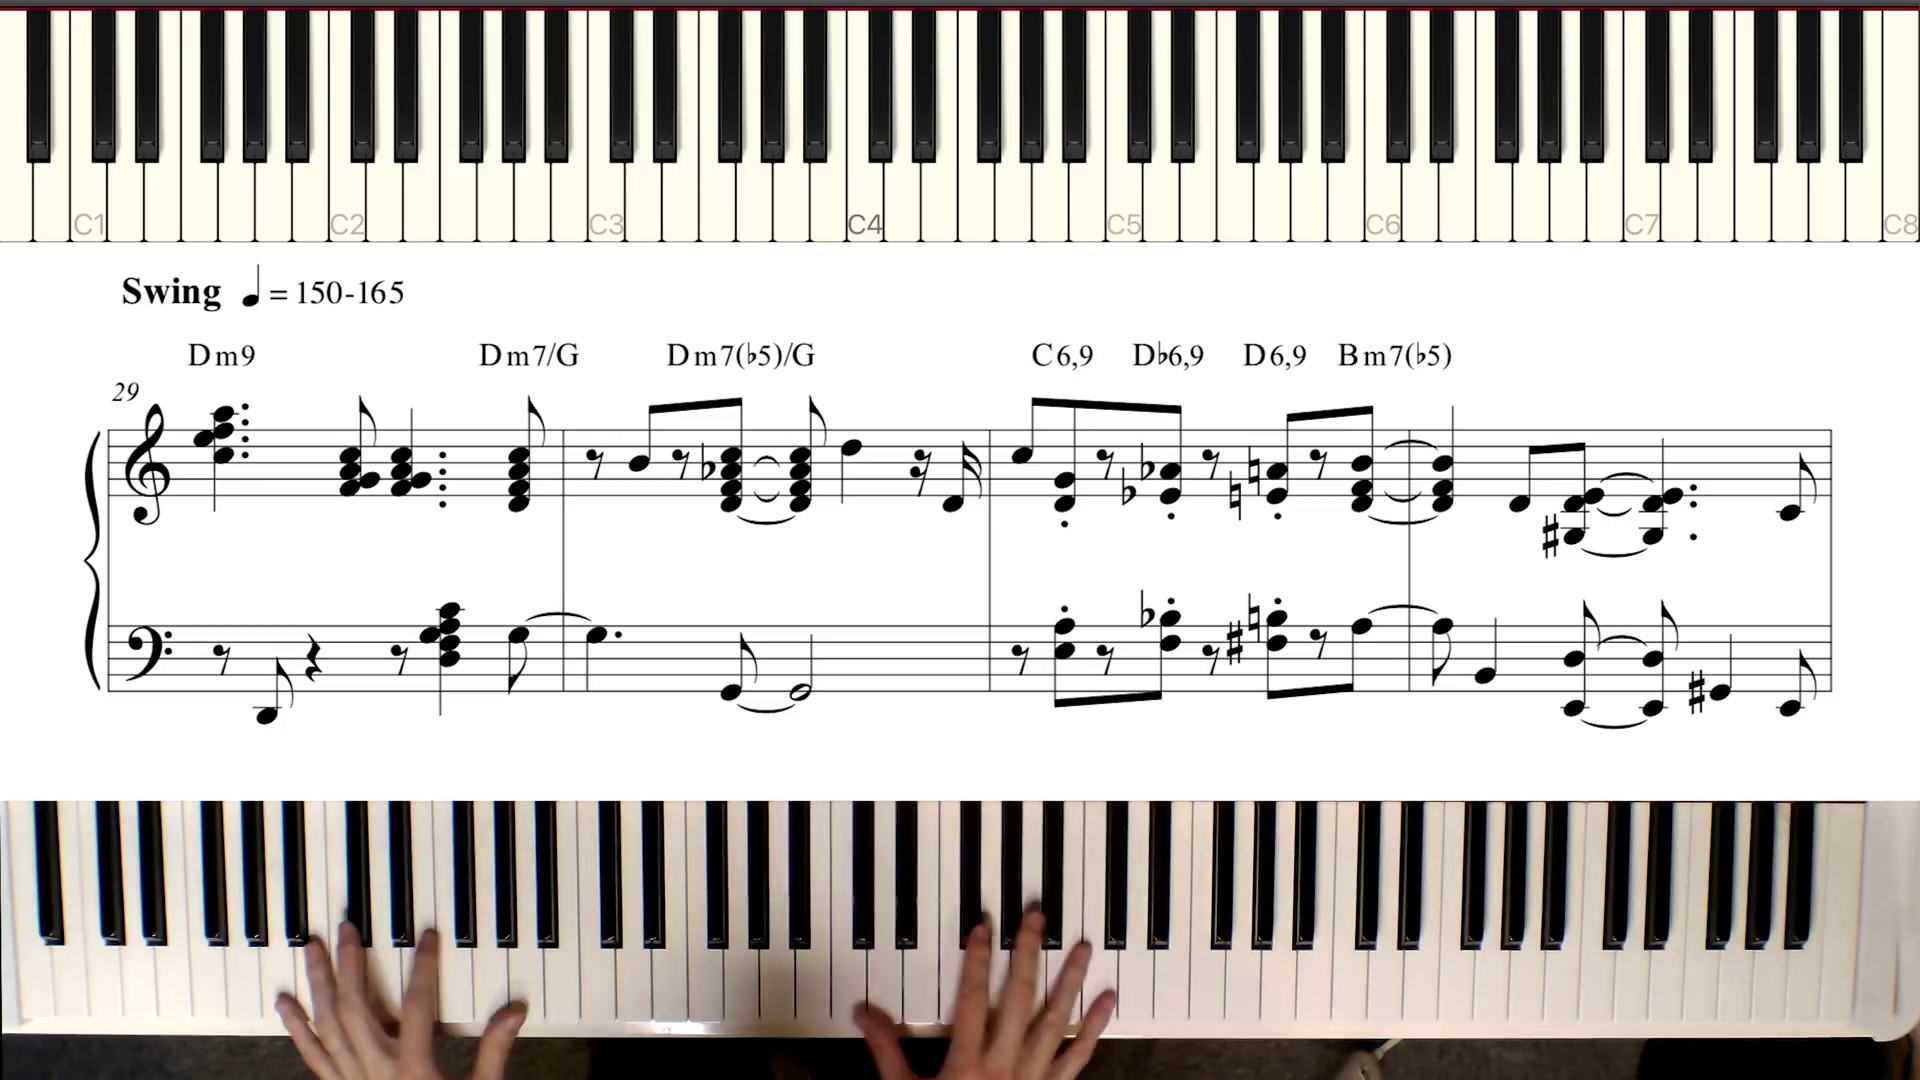 C1 C2 C3 C4 C5 C6 C7 C8
Swing ♩ = 150-165
Dm9 Dm7/G Dm7(♭5)/G C6,9 D♭6,9 D6,9 Bm7(♭5)
29